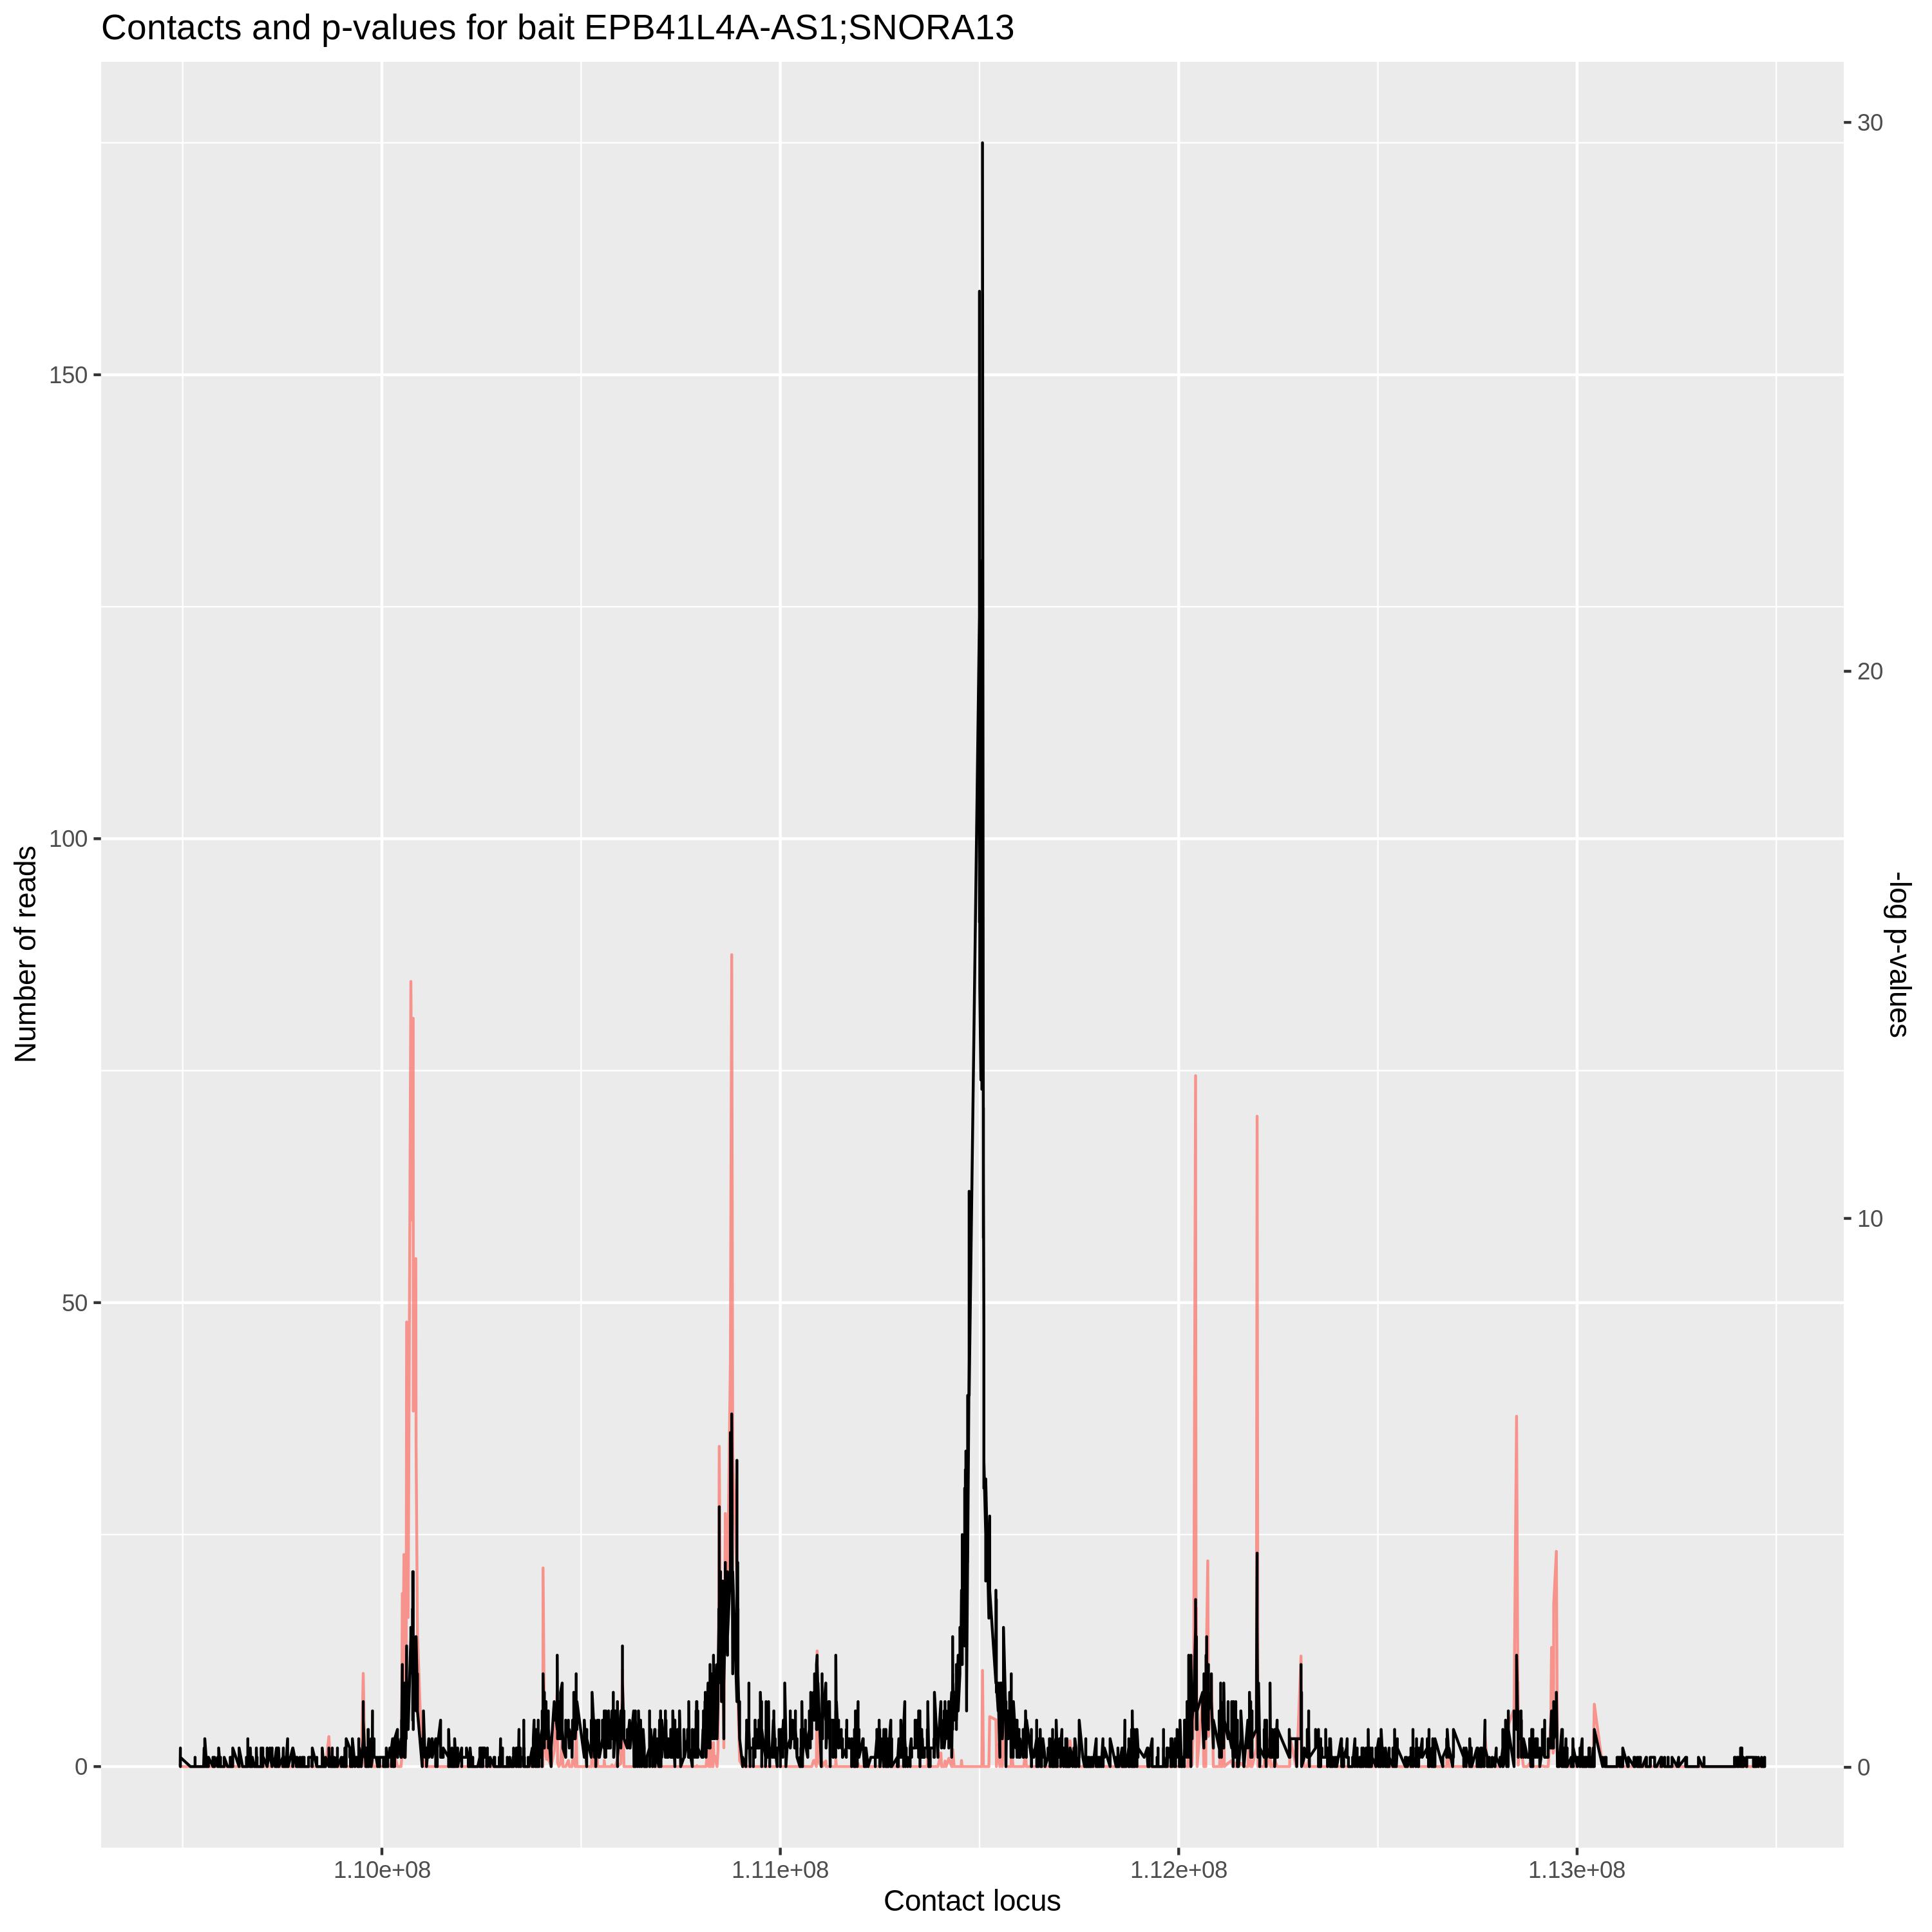 Contacts and p-values for bait EPB41L4A-AS1;SNORA13
30
150
20
100
Number of reads
-log p-values
10
50
0
0
1.10e+08
1.11e+08
1.12e+08
1.13e+08
Contact locus